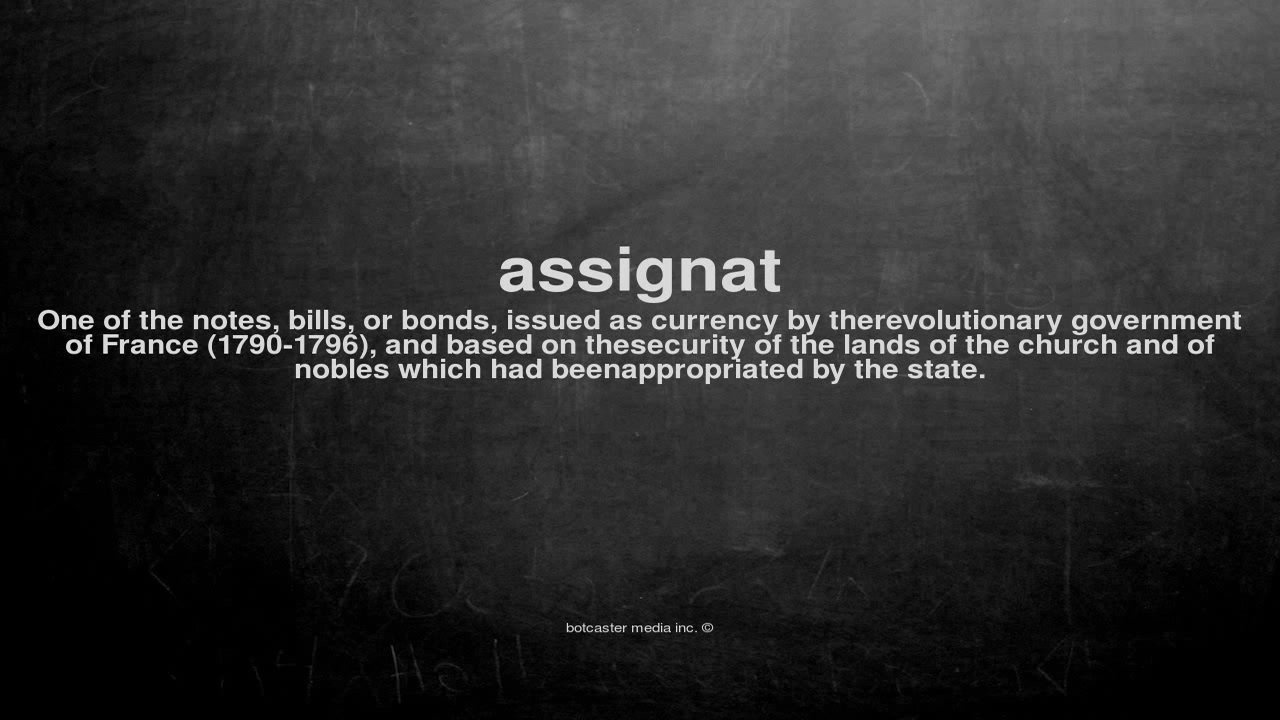 assignat
One of the notes, bills, or bonds, issued as currency by therevolutionary government
of France (1790-1796), and based on thesecurity of the lands of the church and of
nobles which had beenappropriated by the state.
botcaster media inc. ©